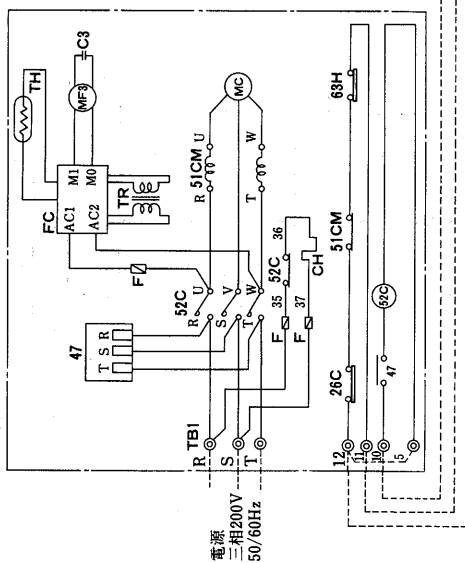 TH
C3
MF3
M1
M0
FC
AC1
AC2
TR
F
MC
U
W
51CM
R
T
47
T S R
52C
R
S
T
U
V
W
52C
36
35
37
F
F
CH
TB1
R
S
T
電源
三相200V
50/60Hz
63H
51CM
26C
52C
47
12
11
10
5